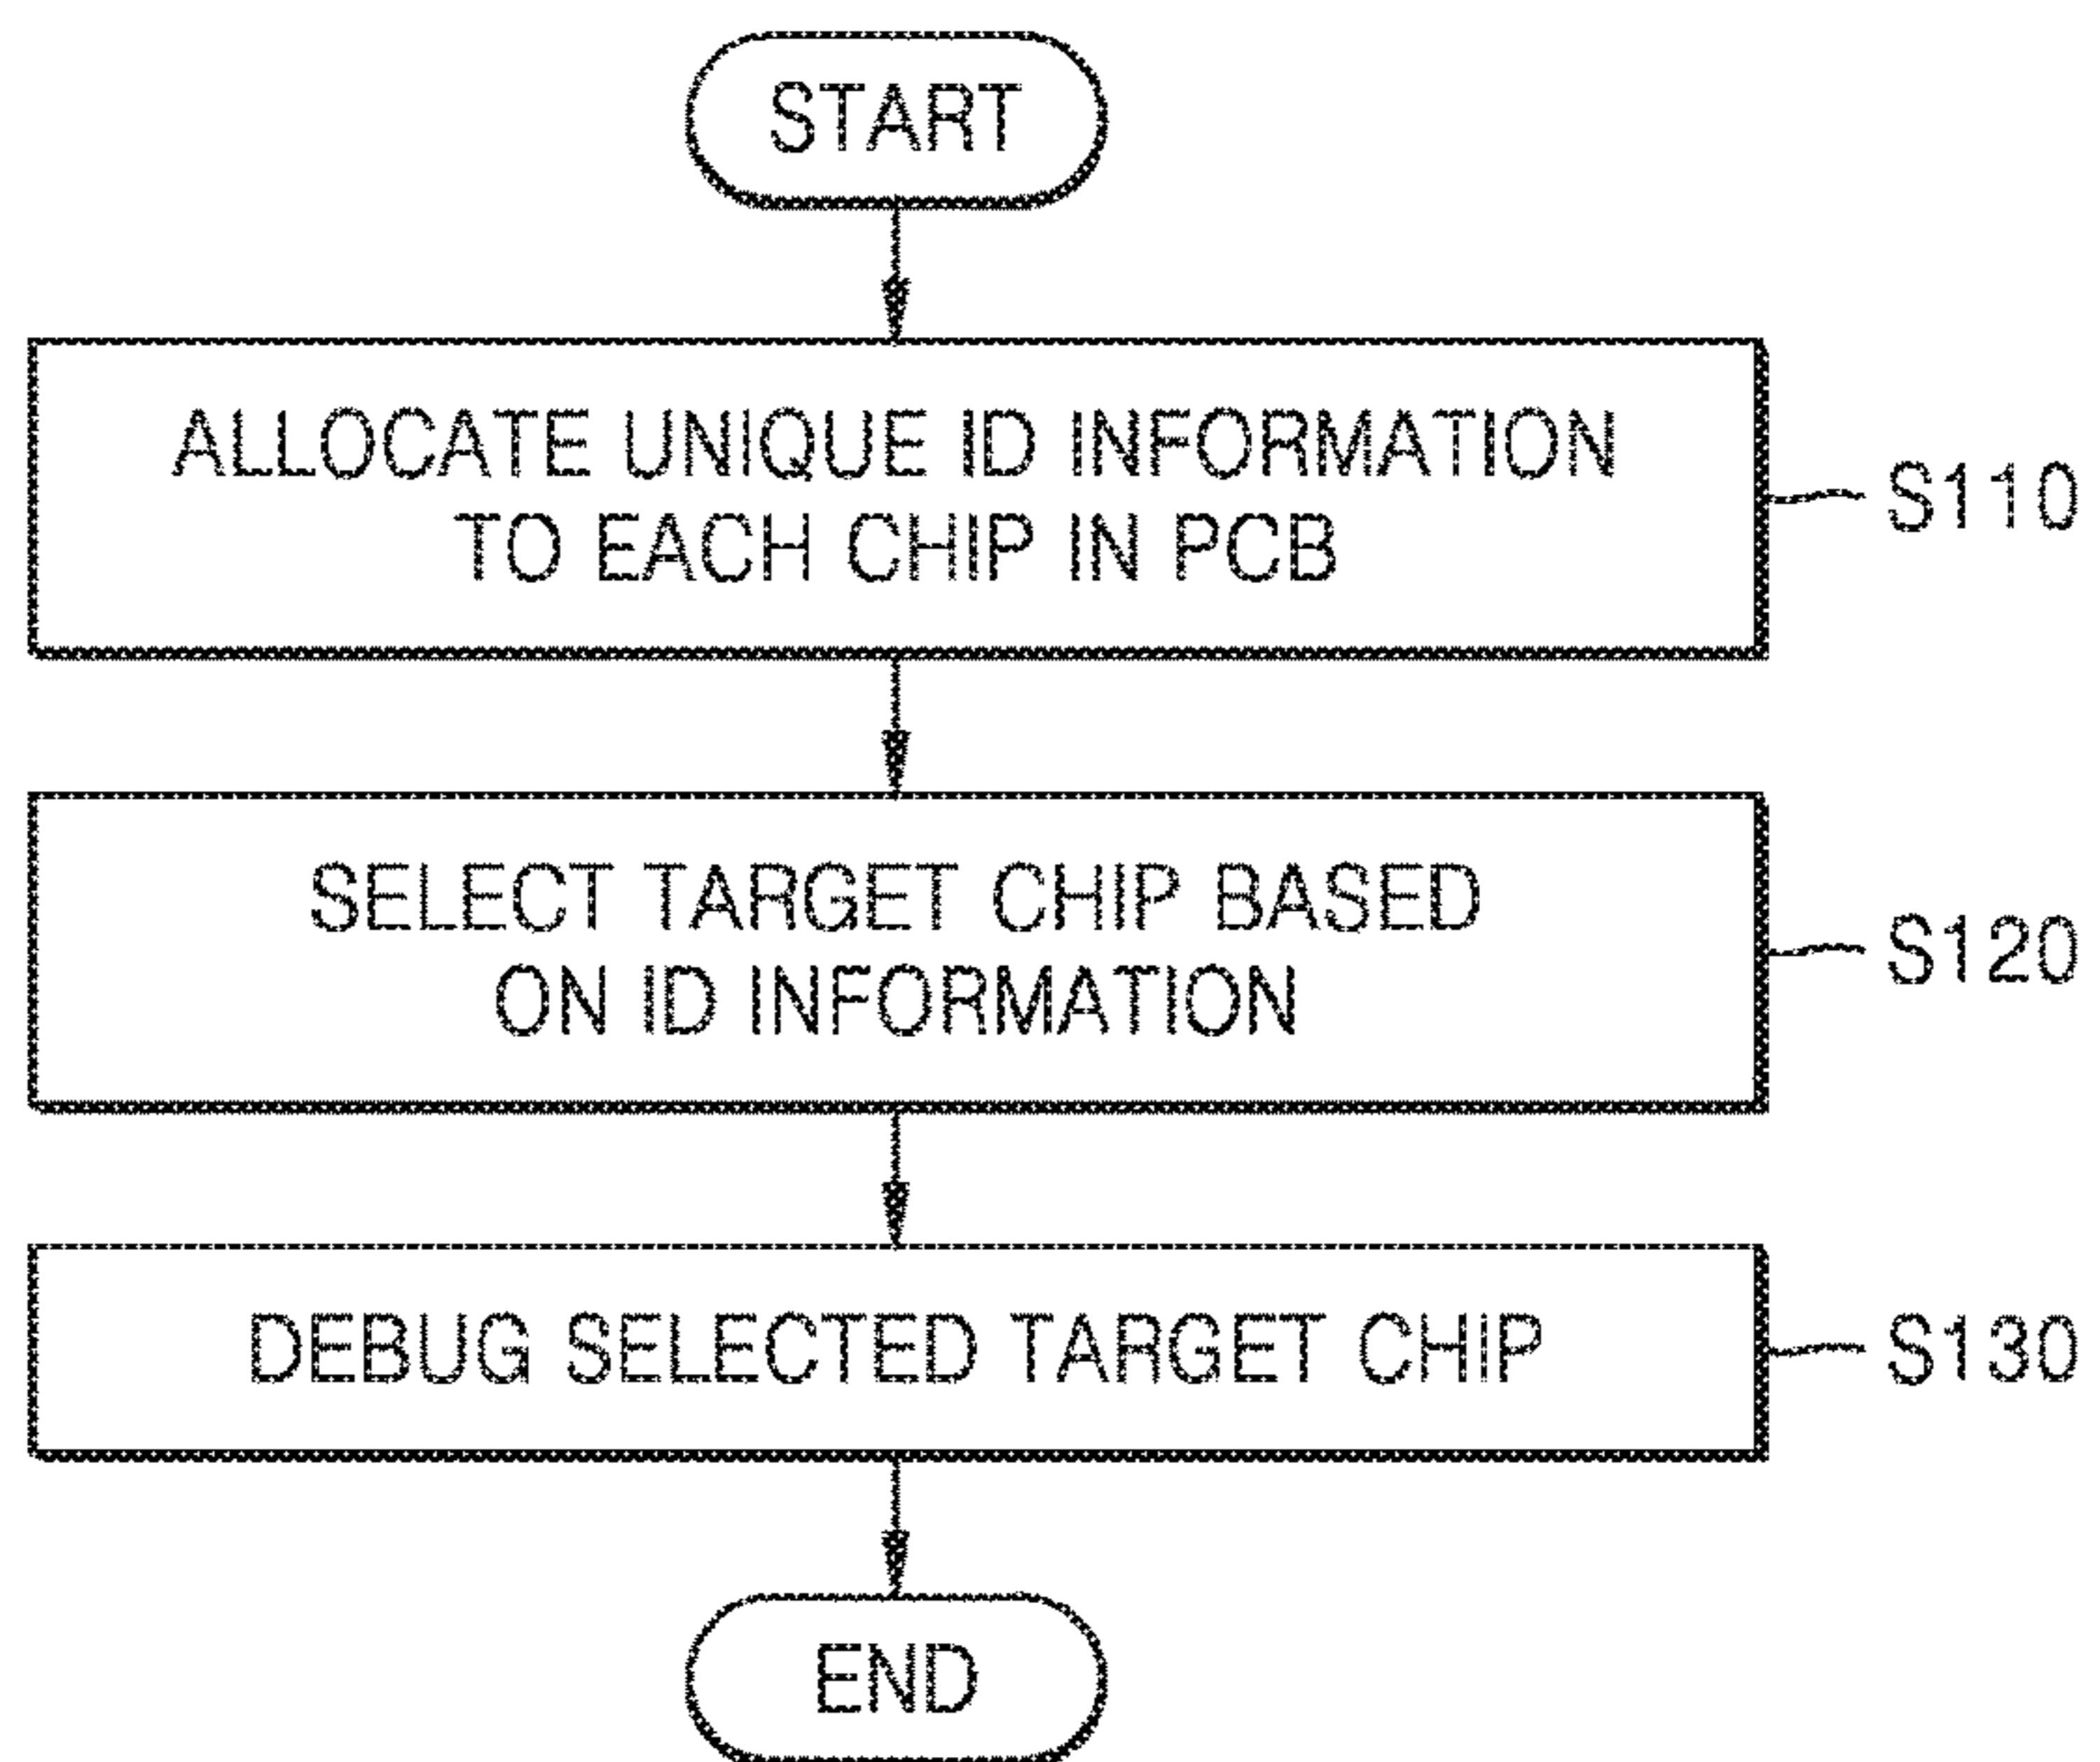 START
ALLOCATE UNIQUE ID INFORMATION
TO EACH CHIP IN PCB
S110
SELECT TARGET CHIP BASED
ON ID INFORMATION
S120
DEBUG SELECTED TARGET CHIP
S130
END